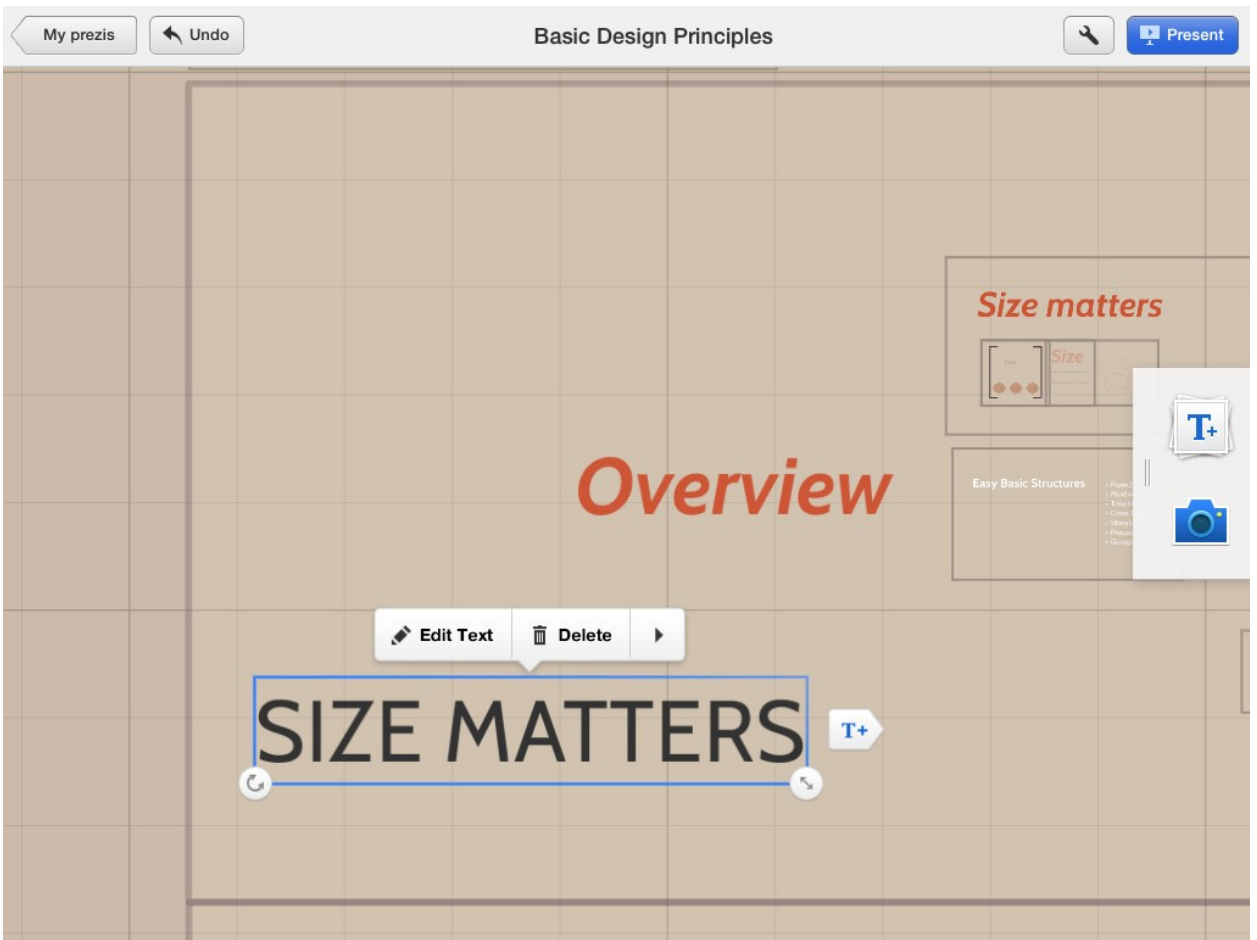 My prezis
Undo
Basic Design Principles
Present
Size matters
Size
Overview
Easy Basic Structures
Edit Text
Delete
SIZE MATTERS
T+
T+